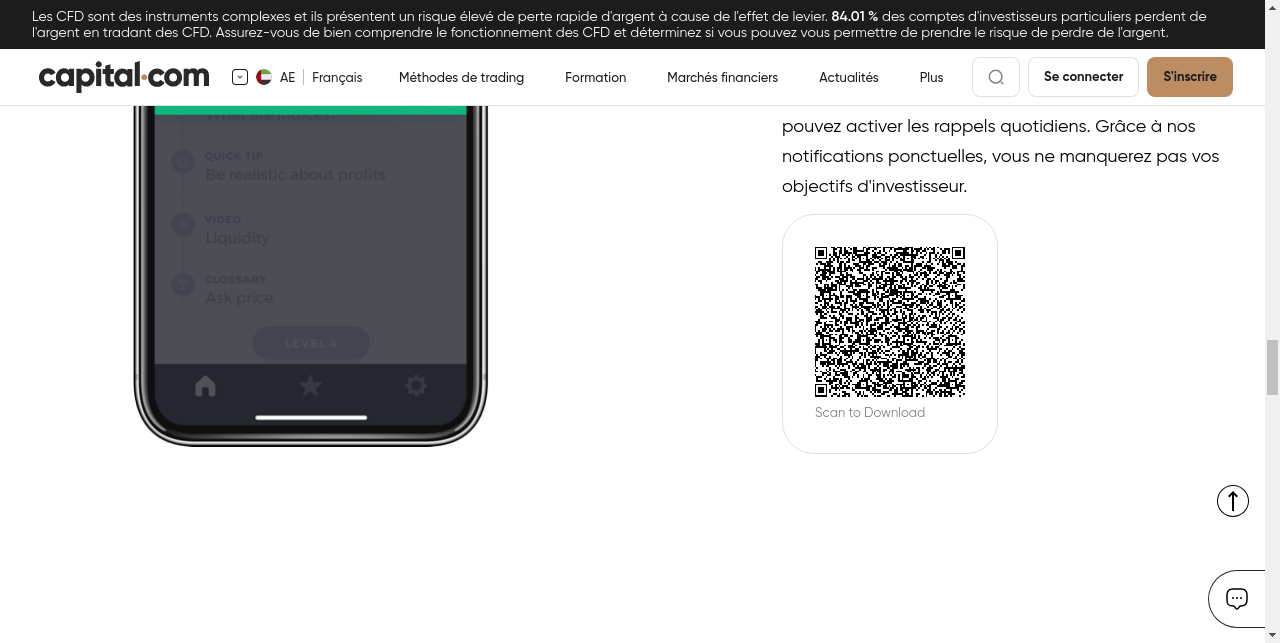 Les CFD sont des instruments complexes et ils présentent un risque élevé de perte rapide d'argent à cause de l'effet de levier. 84.01 % des comptes d'investisseurs particuliers perdent de
l'argent en tradant des CFD. Assurez-vous de bien comprendre le fonctionnement des CFD et déterminez si vous pouvez vous permettre de prendre le risque de perdre de l'argent.
capital.com
AE
Français
Méthodes de trading
Formation
Marchés financiers
Actualités
Plus
Se connecter
S'inscrire
What are indices?
QUICK TIP
Be realistic about profits
VIDEO
Liquidity
GLOSSARY
Ask price
LEVEL 4
pouvez activer les rappels quotidiens. Grâce à nos
notifications ponctuelles, vous ne manquerez pas vos
objectifs d'investisseur.
Scan to Download